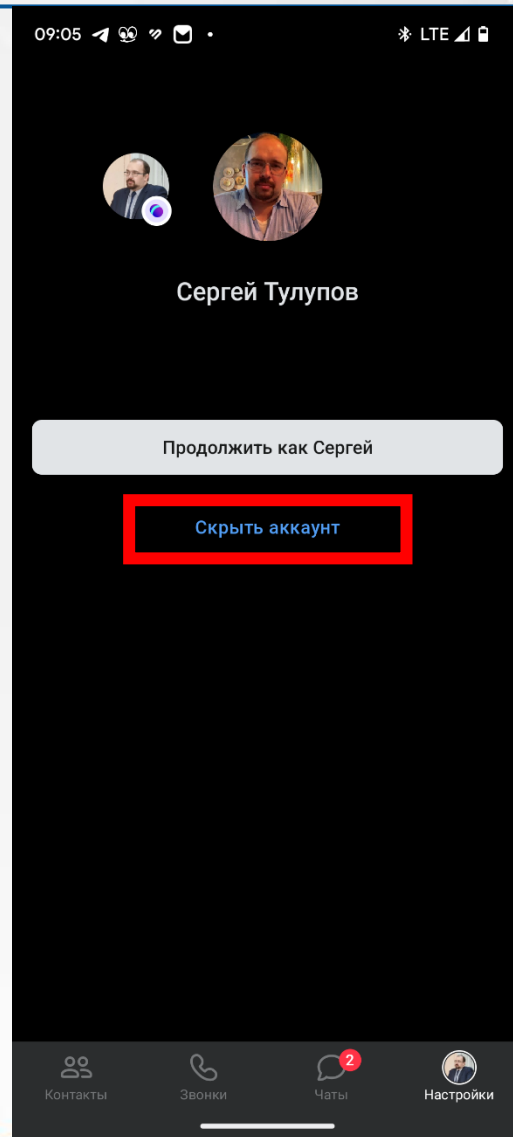 09:05
LTE
Сергей Тулупов
Продолжить как Сергей
Скрыть аккаунт
2
Контакты
Звонки
Чаты
Настройки